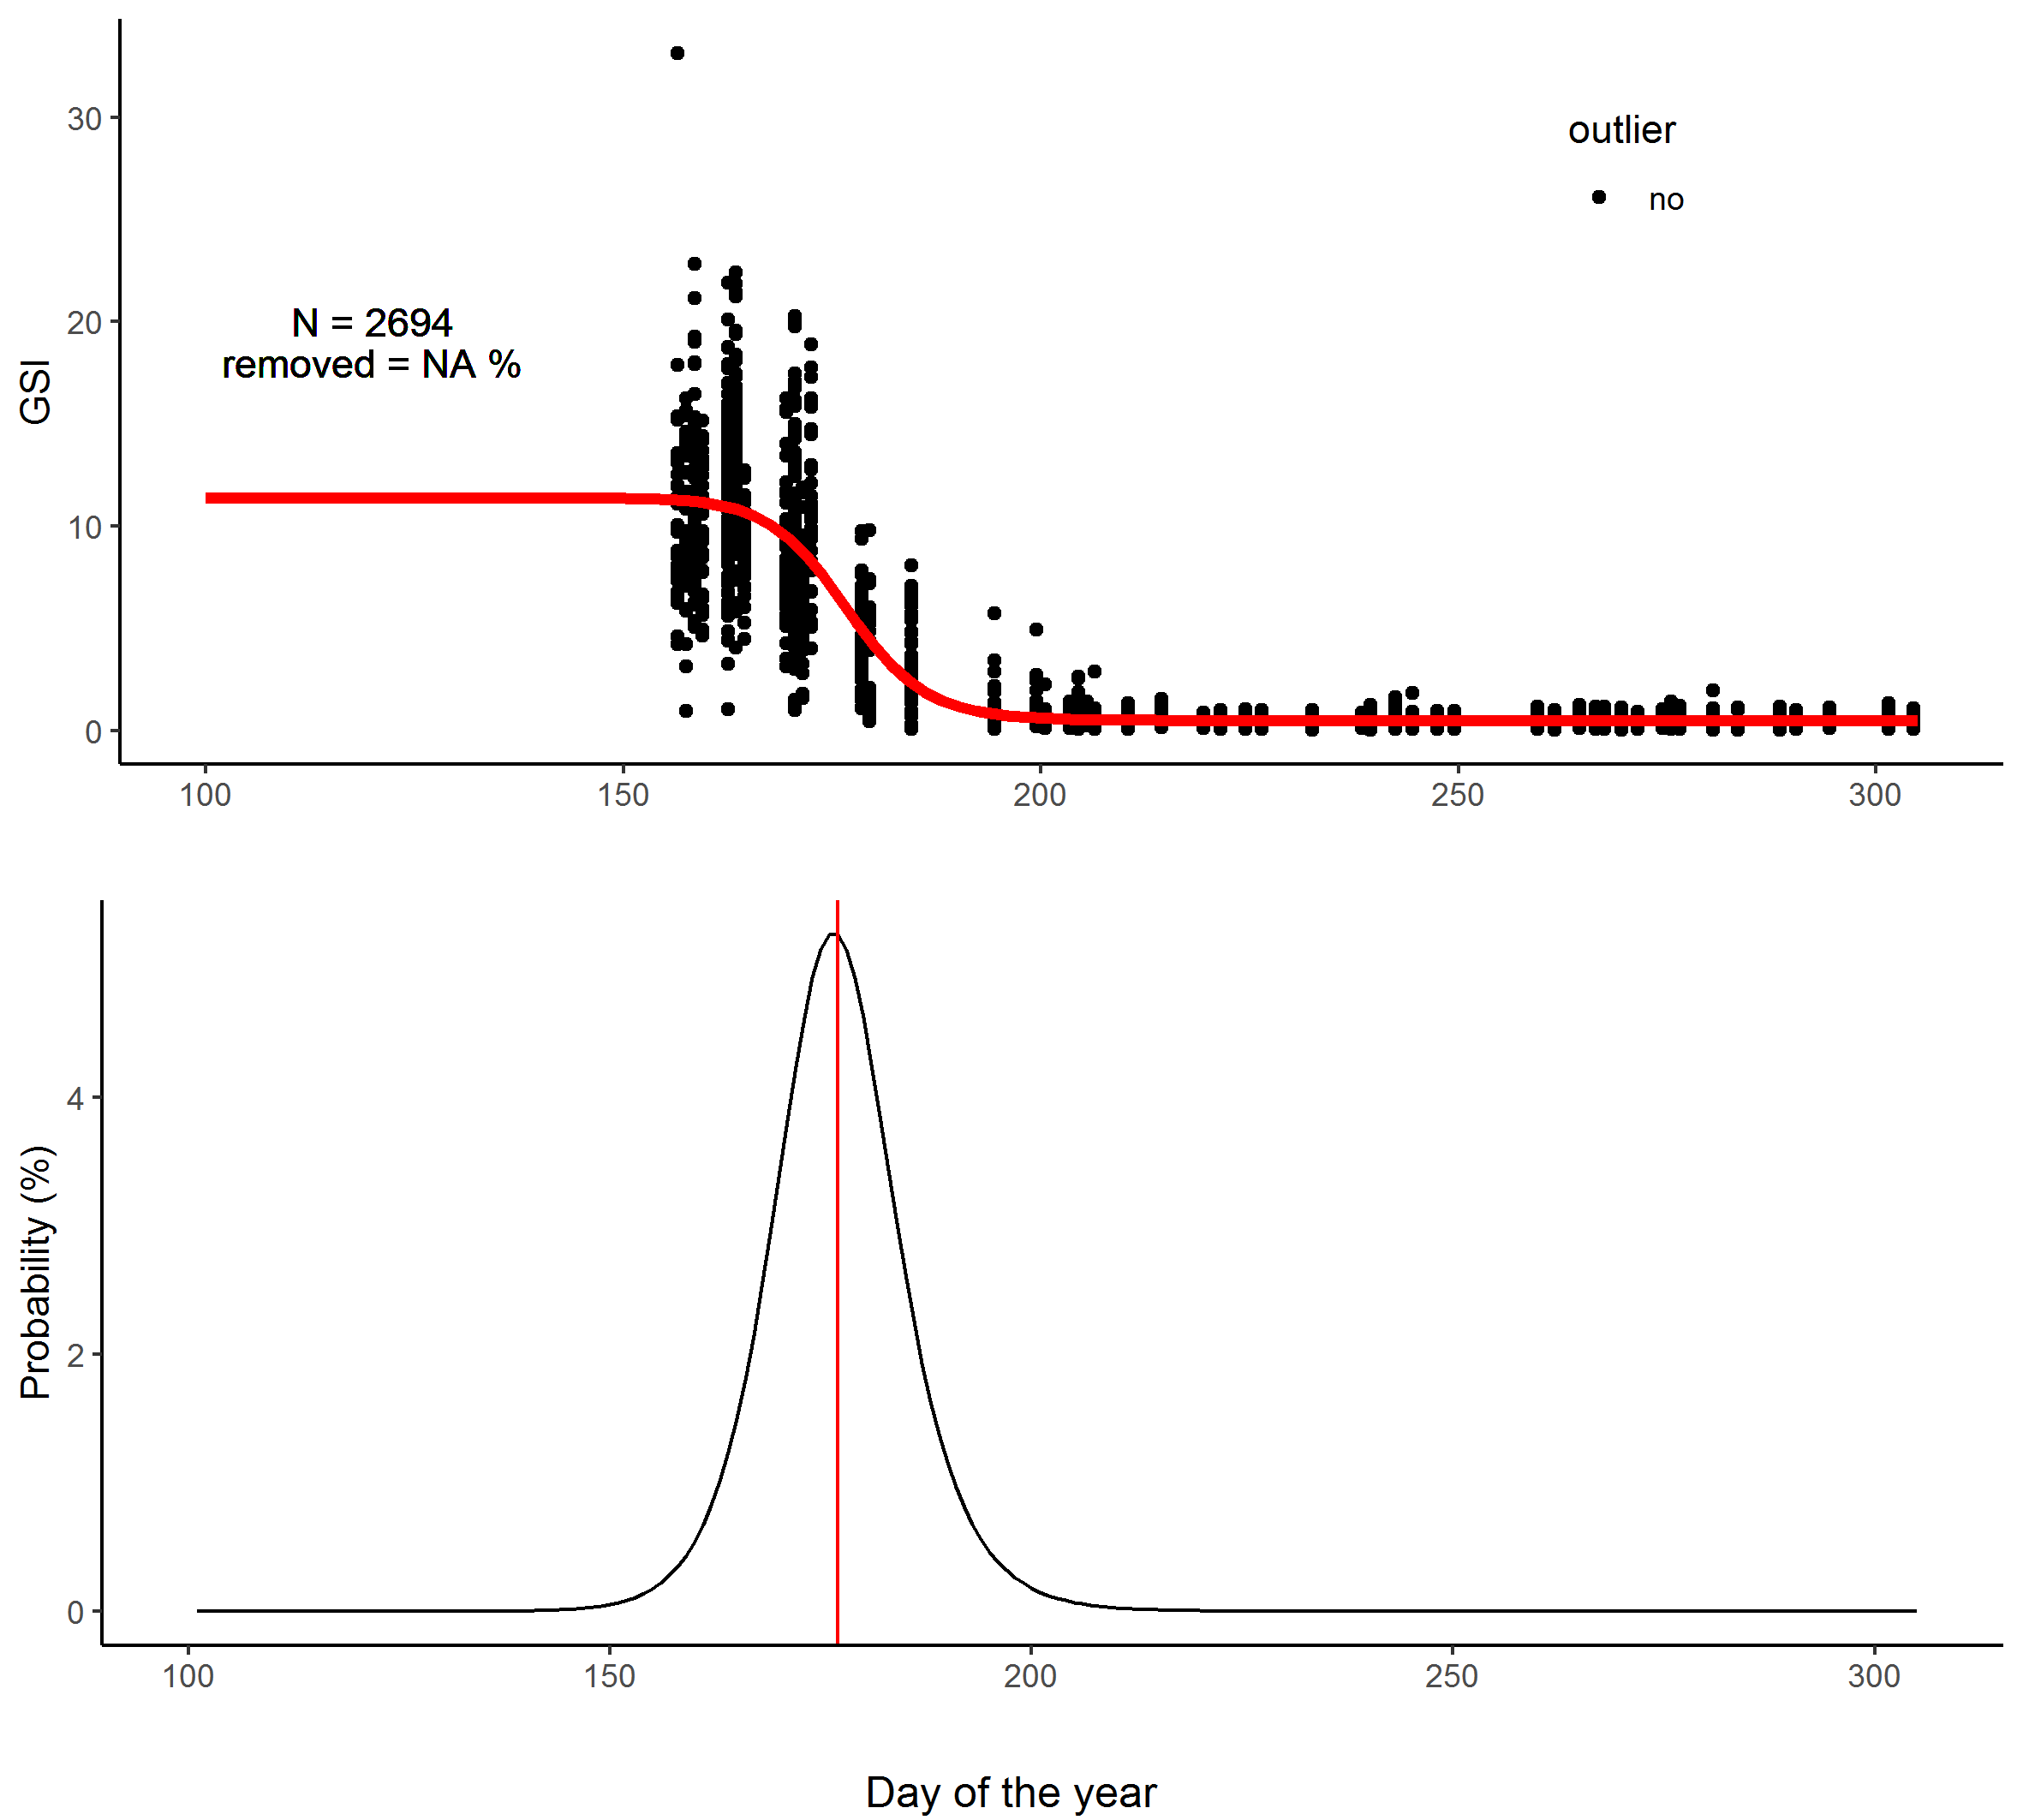 30
20
10
0
GSI
N = 2694
removed = NA %
outlier
no
100 150 200 250 300
4
2
0
Probability (%)
100 150 200 250 300
Day of the year